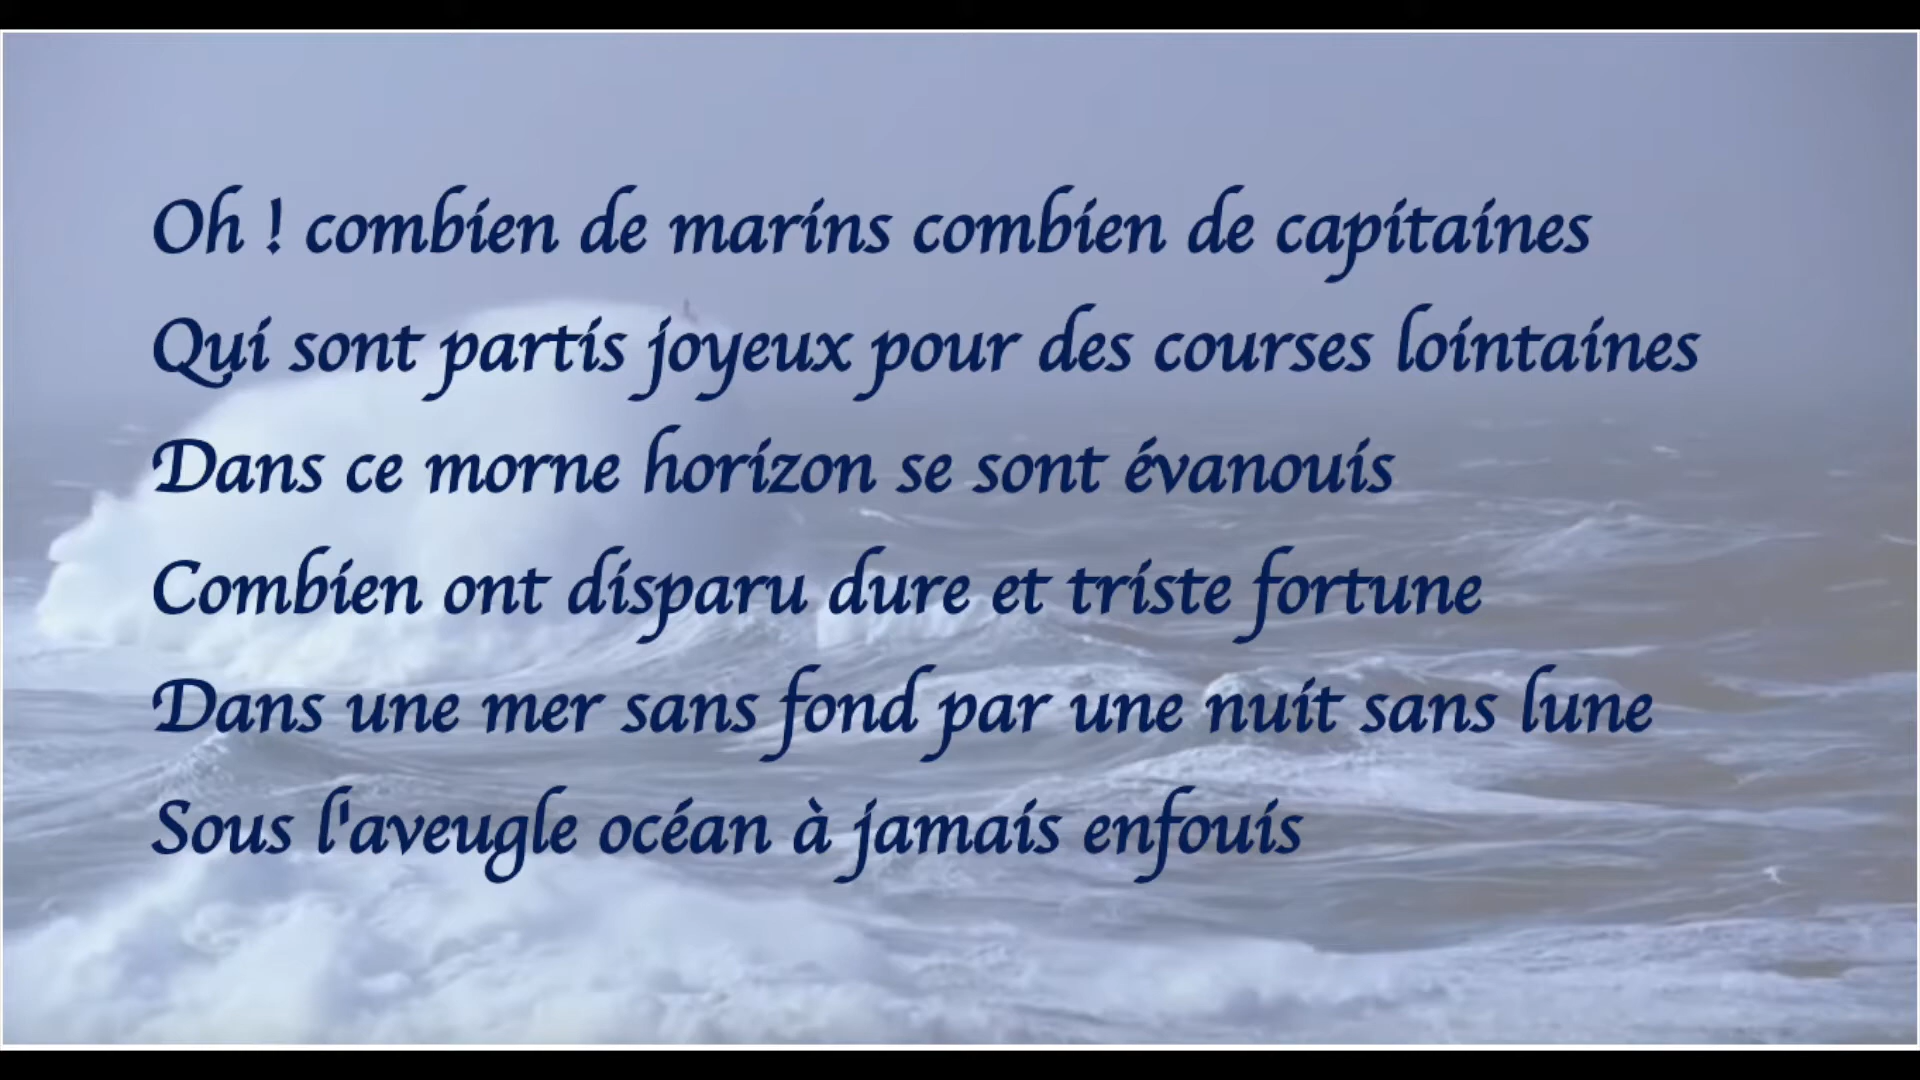 Oh ! combien de marins combien de capitaines
Qui sont partis joyeux pour des courses lointaines
Dans ce morne horizon se sont évanouis
Combien ont disparu dure et triste fortune
Dans une mer sans fond par une nuit sans lune
Sous l'aveugle océan à jamais enfouis